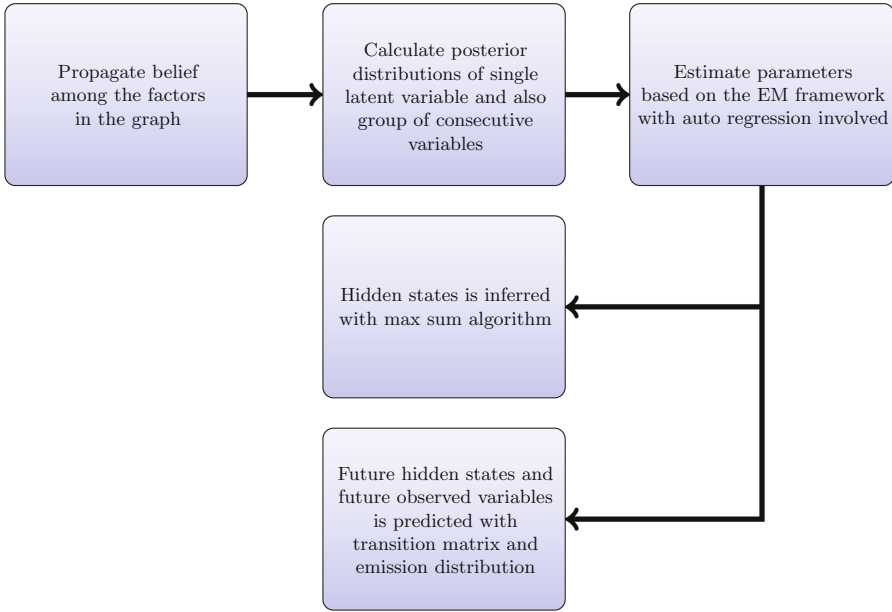 Propagate belief
among the factors
in the graph
Calculate posterior
distributions of single
latent variable and also
group of consecutive
variables
Estimate parameters
based on the EM framework
with auto regression involved
Hidden states is inferred
with max sum algorithm
Future hidden states and
future observed variables
is predicted with
transition matrix and
emission distribution